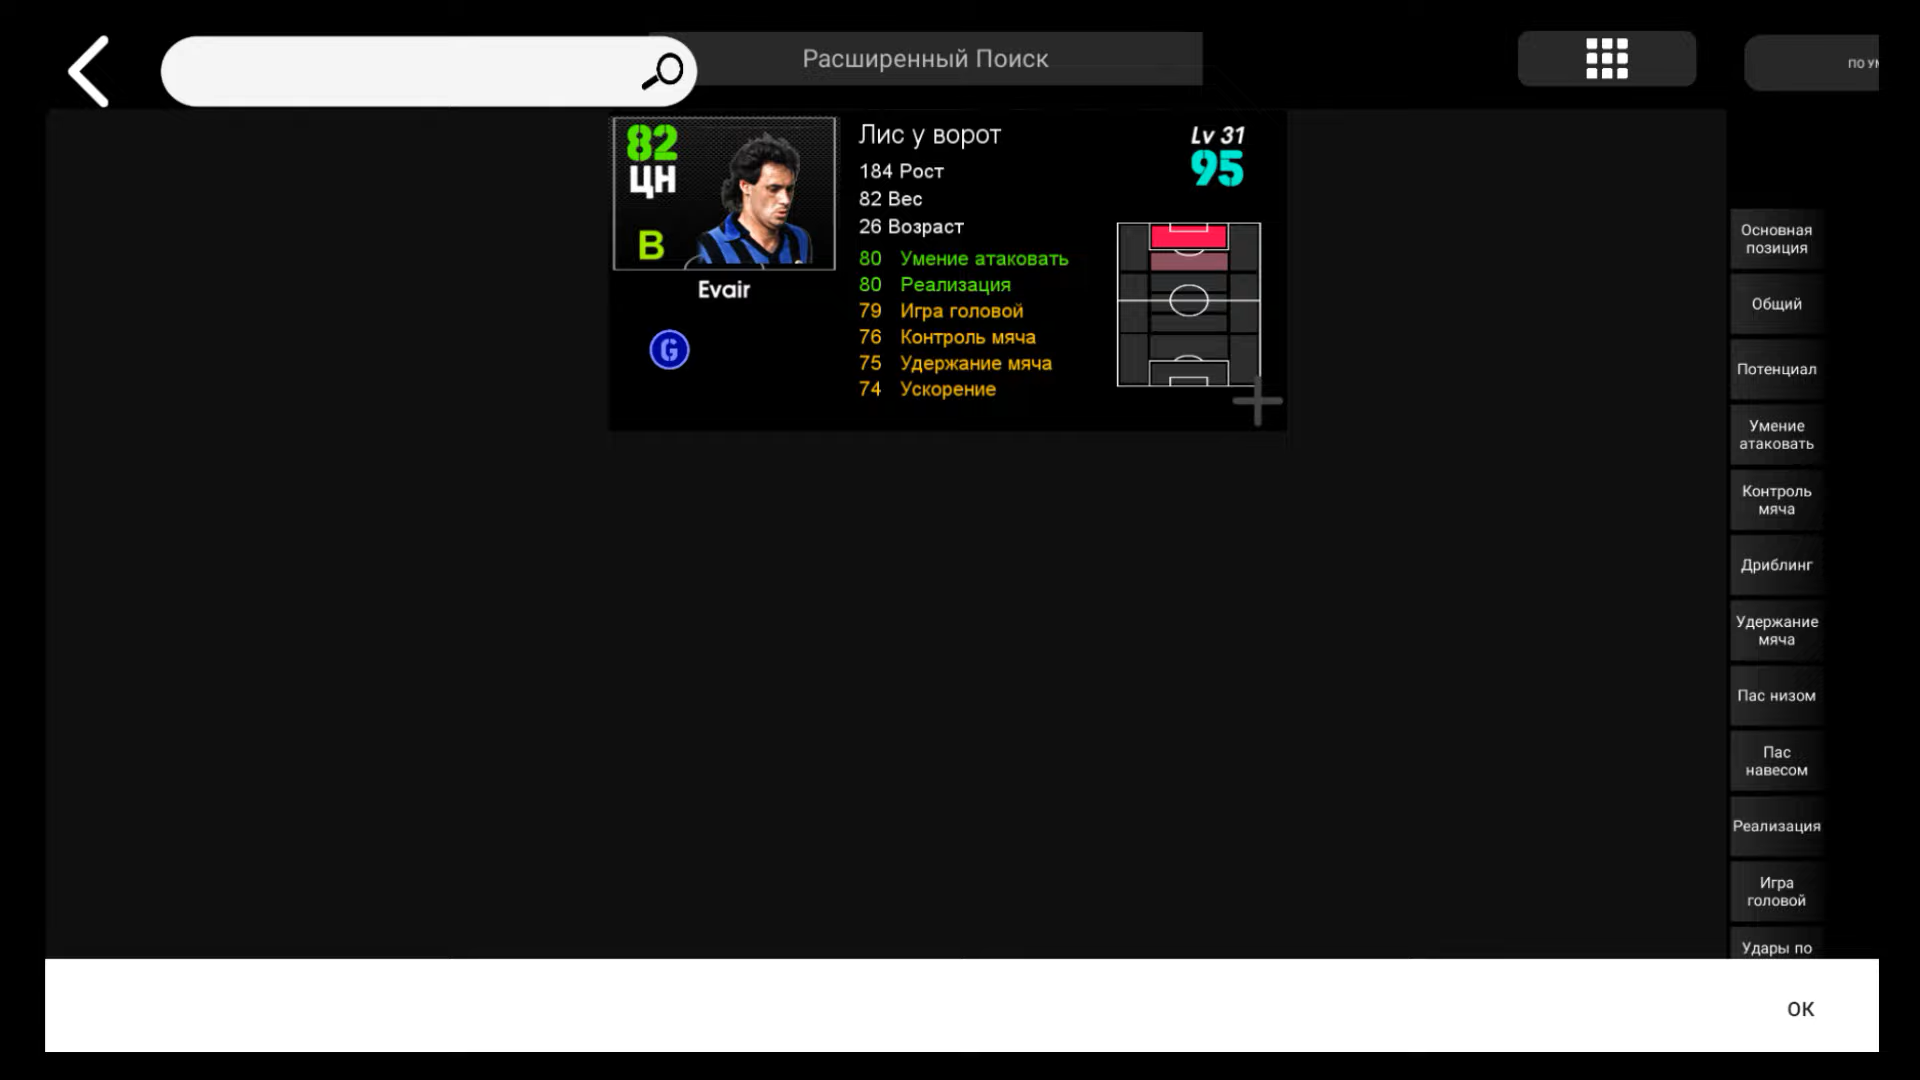 Расширенный Поиск
82
ЦН
B
Evair
G
Лис у ворот
184 Рост
82 Вес
26 Возраст
80 Умение атаковать
80 Реализация
79 Игра головой
76 Контроль мяча
75 Удержание мяча
74 Ускорение
Lv 31
95
Основная
позиция
Общий
Потенциал
Умение
атаковать
Контроль
мяча
Дриблинг
Удержание
мяча
Пас низом
Пас
навесом
Реализация
Игра
головой
Удары по
ОК